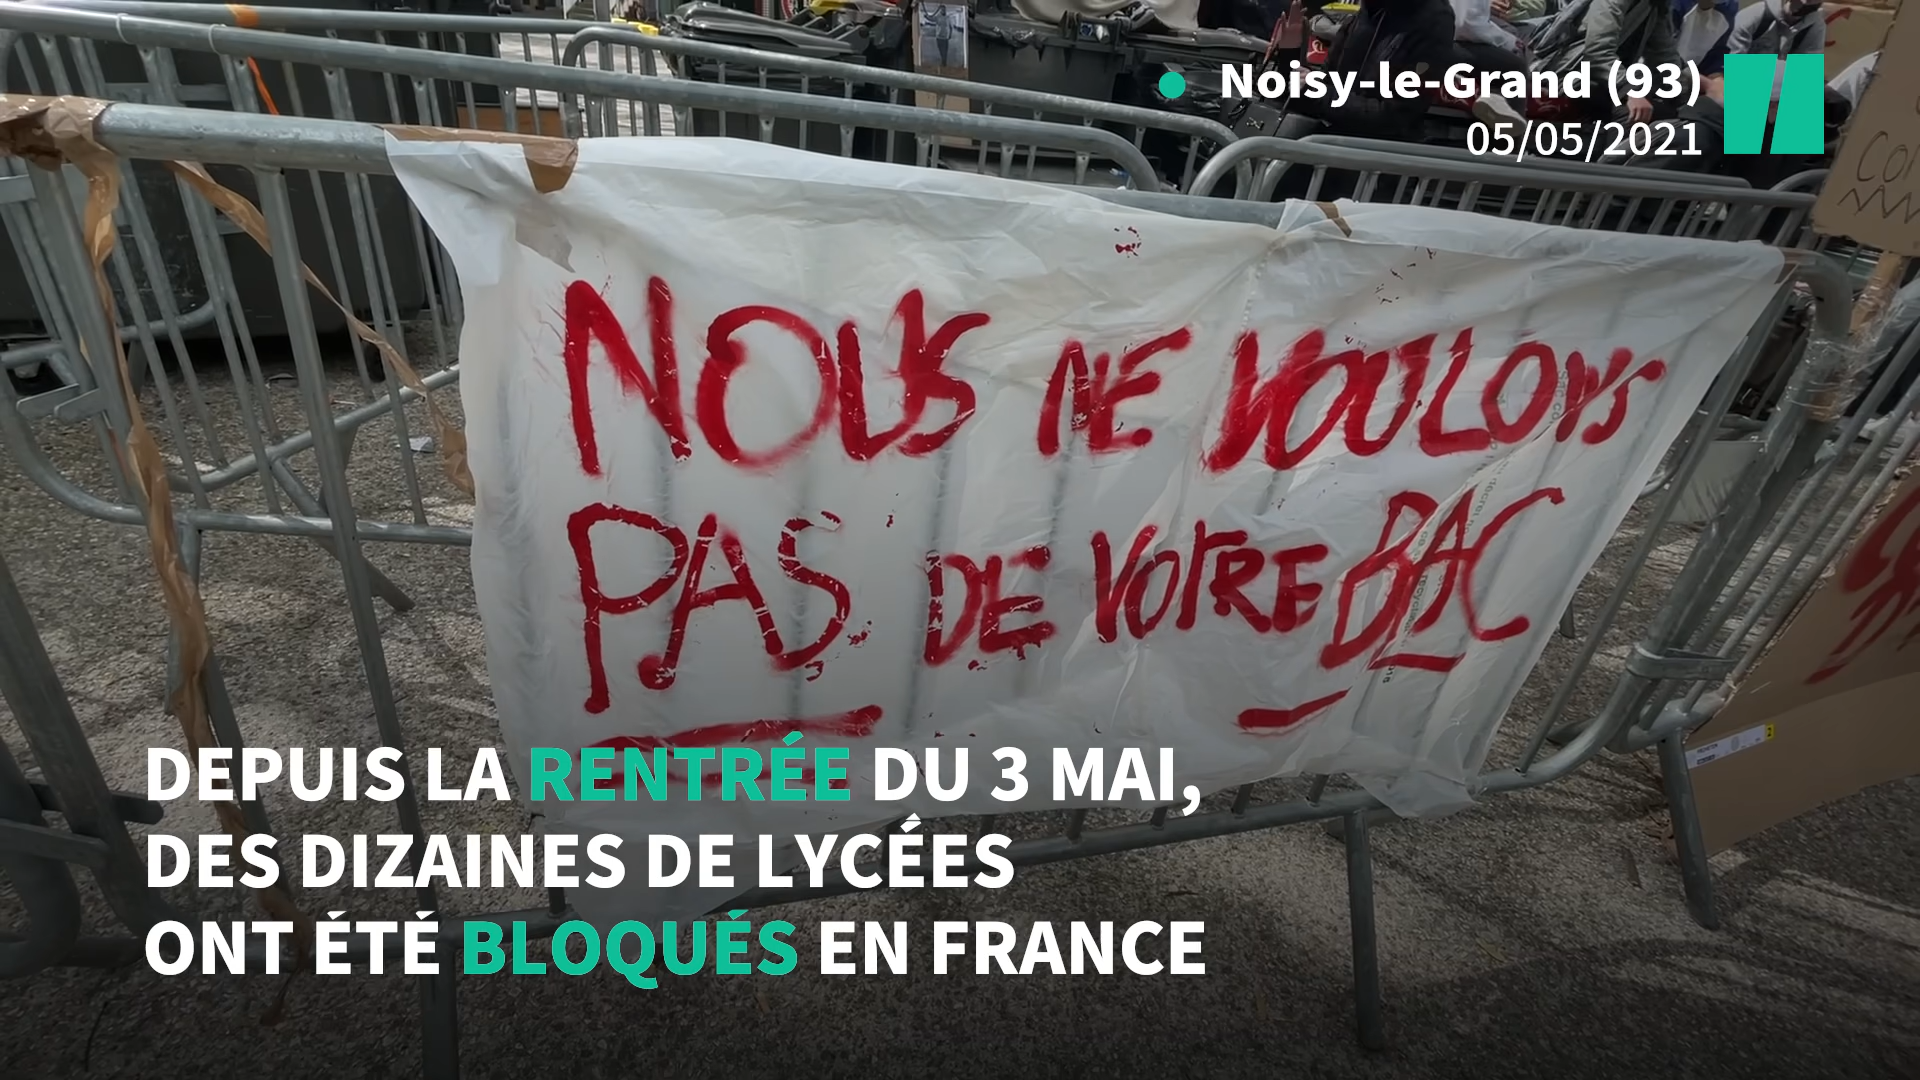 Noisy-le-Grand (93)
05/05/2021
NOUS NE VOULONS
PAS DE VOTRE BAC
DEPUIS LA RENTRÉE DU 3 MAI,
DES DIZAINES DE LYCÉES
ONT ÉTÉ BLOQUÉS EN FRANCE